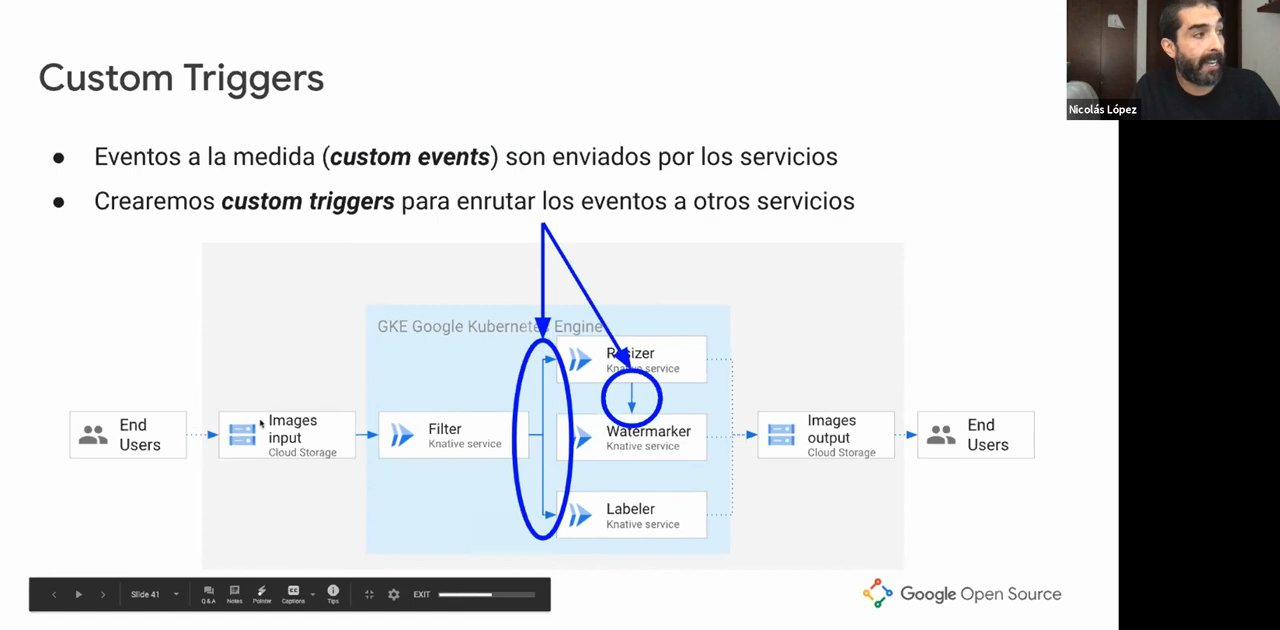 Nicolás López
Custom Triggers
● Eventos a la medida (custom events) son enviados por los servicios
● Crearemos custom triggers para enrutar los eventos a otros servicios
GKE Google Kubernetes Engine
Resizer
Knative service
End
Users
Images
input
Cloud Storage
Filter
Knative service
Watermarker
Knative service
Images
output
Cloud Storage
End
Users
Labeler
Knative service
Slide 41
Q & A
Notes
Pointer
Captions
Tips
EXIT
Google Open Source